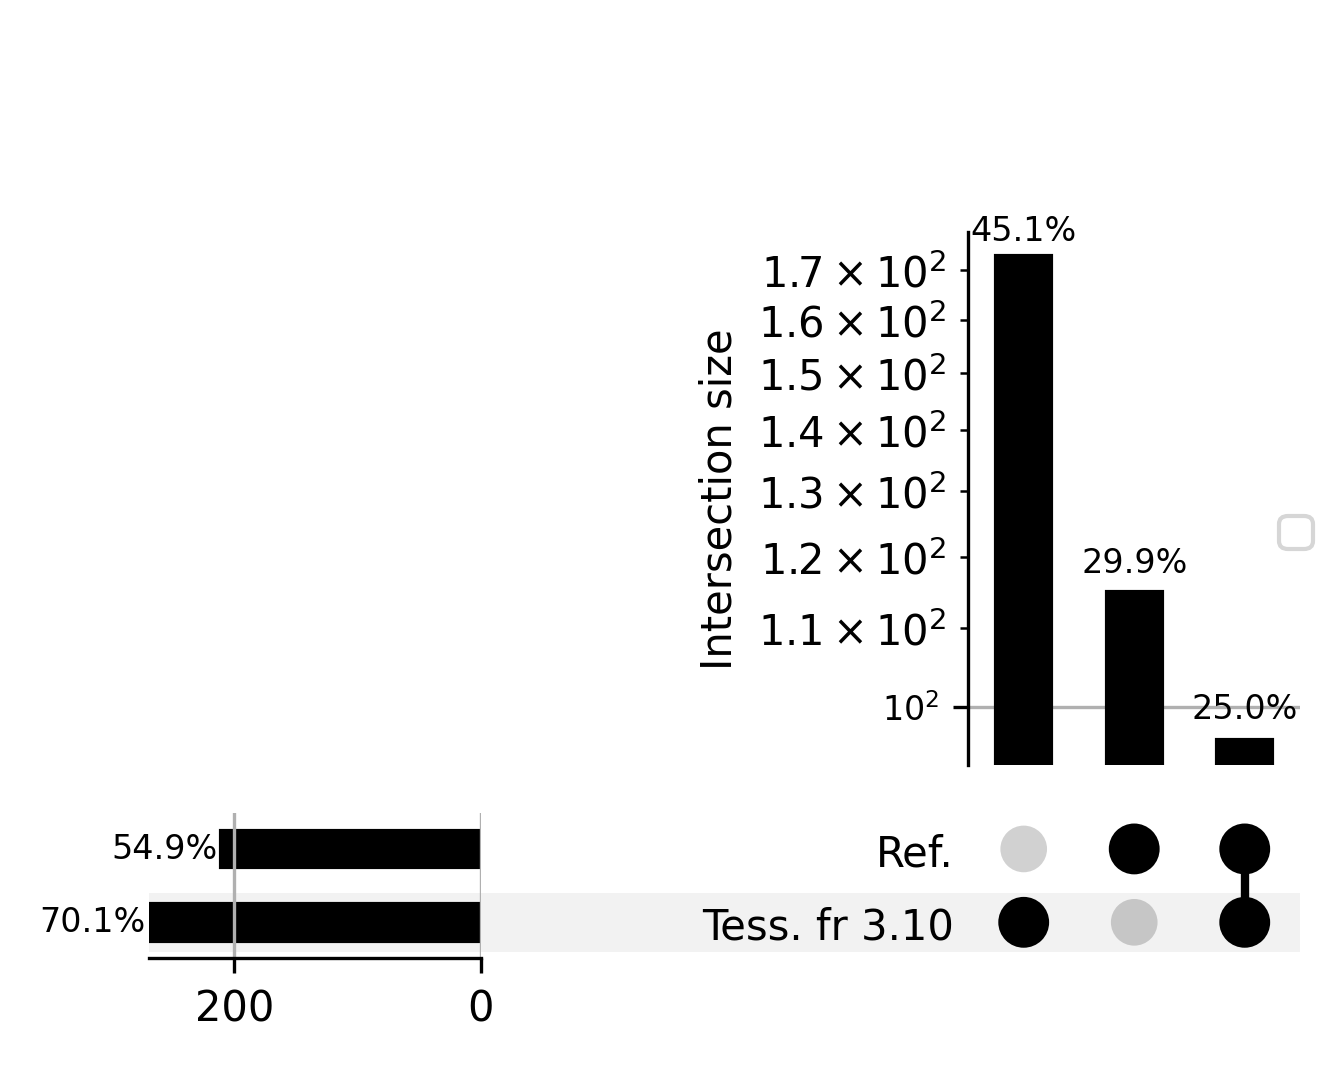 45.1%
1.7 × 10²
1.6 × 10²
1.5 × 10²
1.4 × 10²
1.3 × 10²
1.2 × 10²
1.1 × 10²
10²
Intersection size
29.9%
25.0%
54.9%
Ref.
70.1%
Tess. fr 3.10
200
0